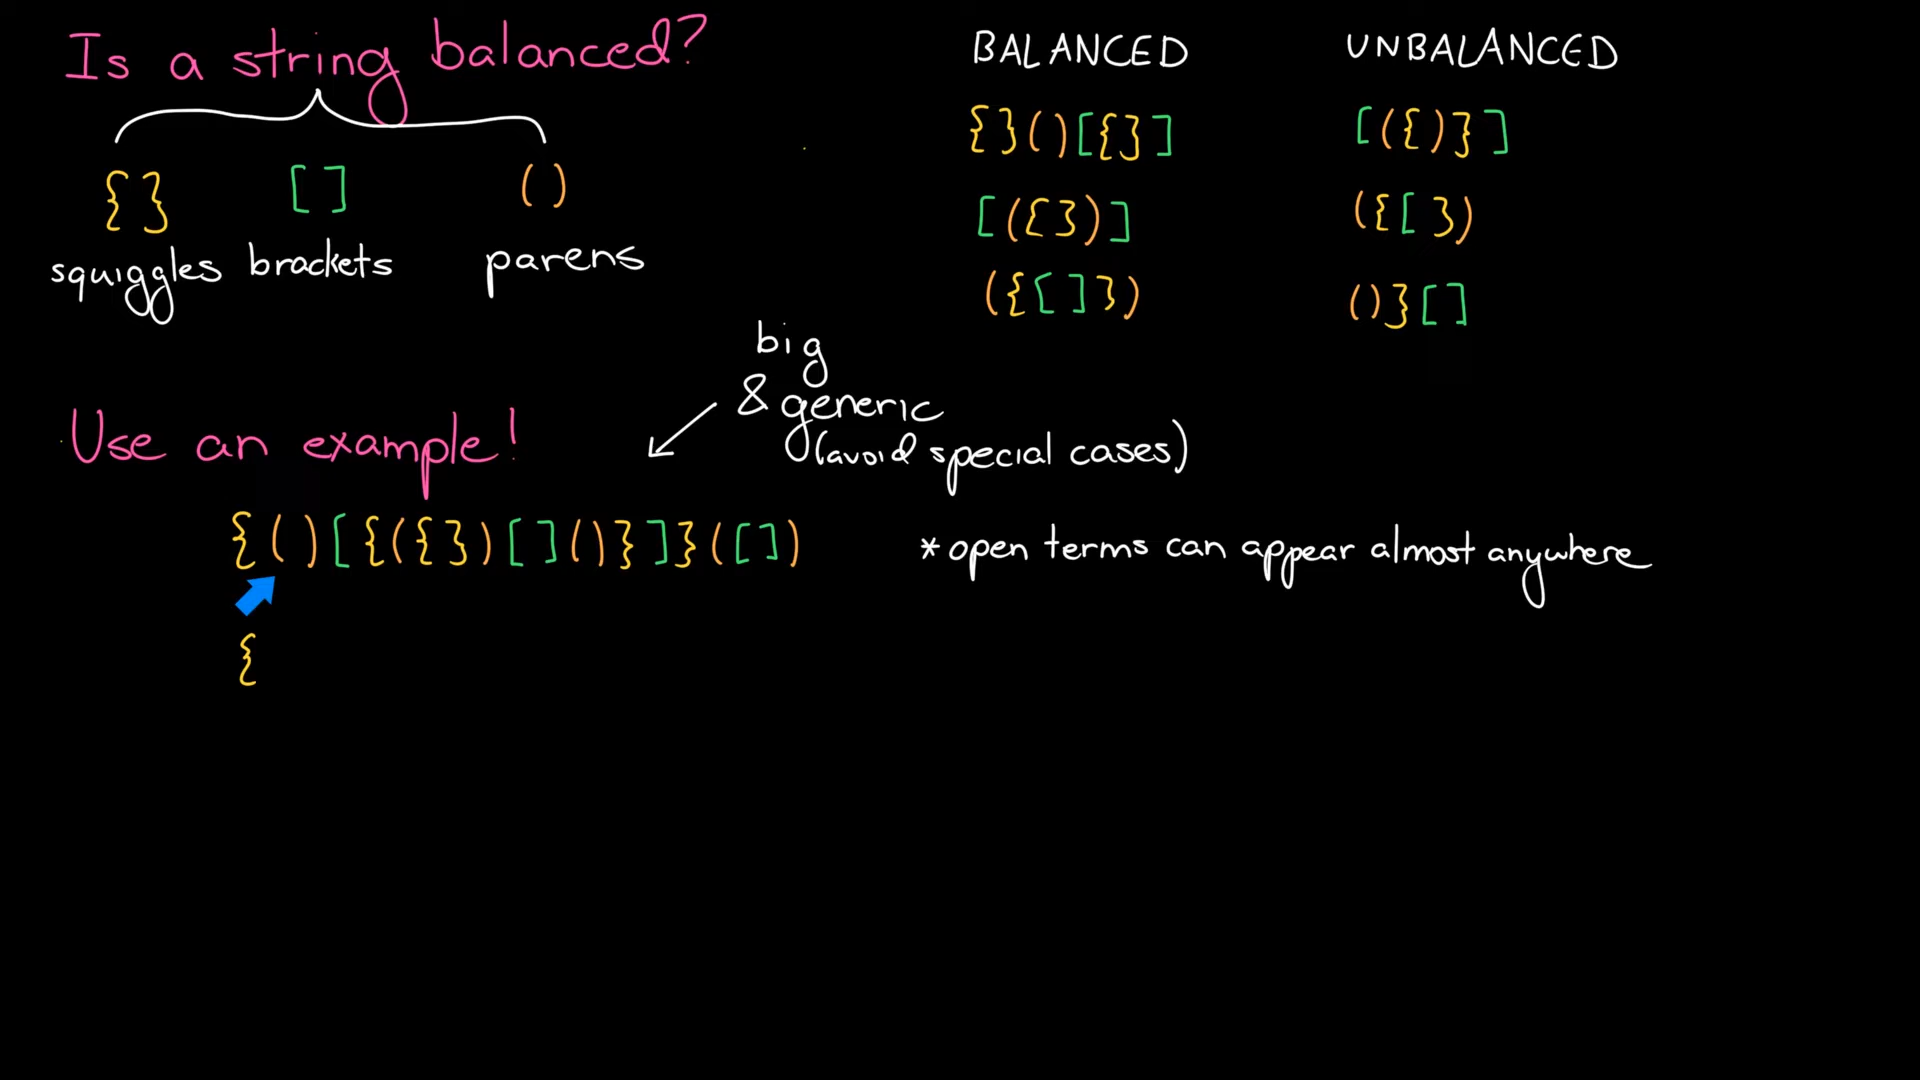 Is a string balanced?
{} [] ()
squiggles brackets parens
BALANCED
{}()[{}]
[({})]
({[]})
UNBALANCED
[({)}]
({[})
()}[]
big
& generic
(avoid special cases)
Use an example!
{()[{({})[]()}]}([])
{
*open terms can appear almost anywhere